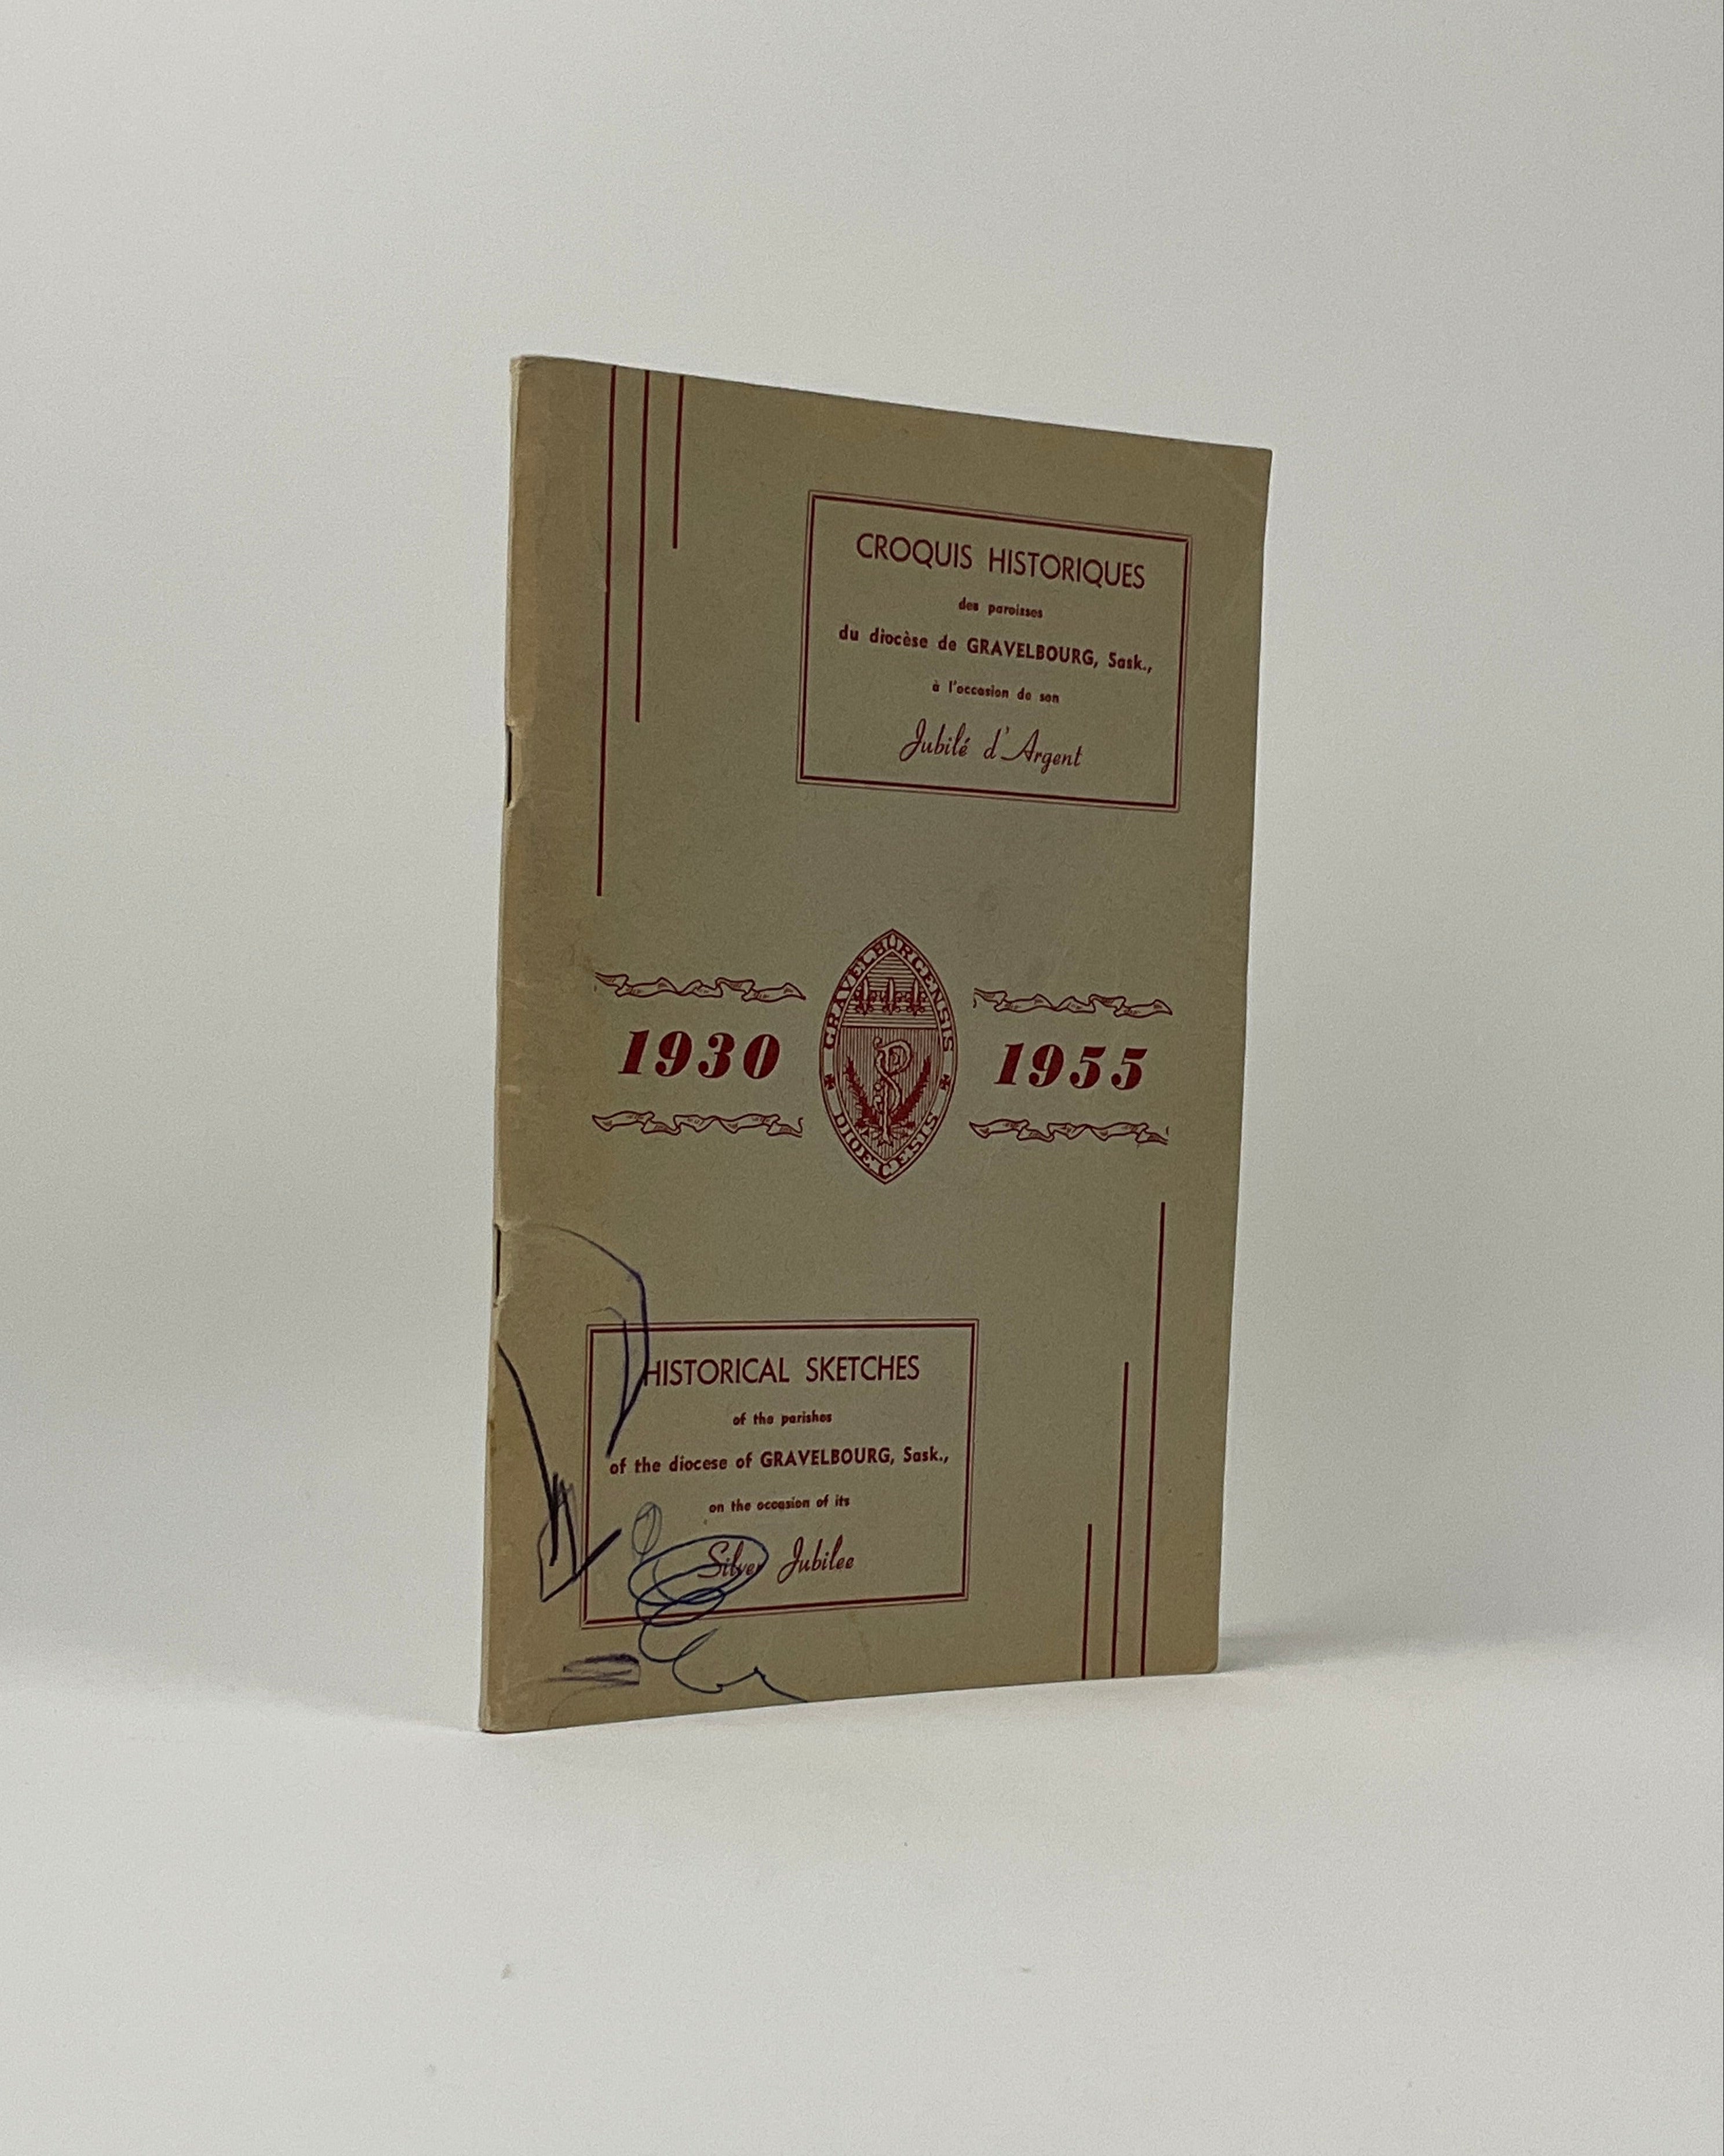 CROQUIS HISTORIQUES
des paroisses
du diocèse de GRAVELBOURG, Sask.,
à l'occasion de son
Jubilé d'Argent
1930
GRAVELBURGENSIS
DIOECESIS
1955
HISTORICAL SKETCHES
of the parishes
of the diocese of GRAVELBOURG, Sask.,
on the occasion of its
Silver Jubilee